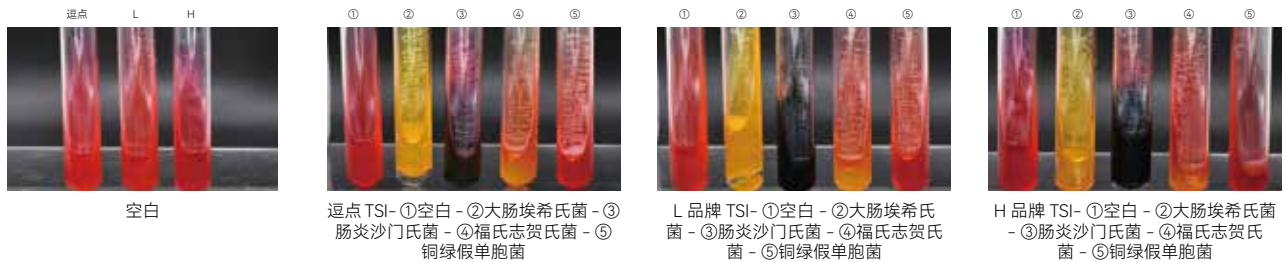 逗点 L H
① ② ③ ④ ⑤
① ② ③ ④ ⑤
① ② ③ ④ ⑤
空白
逗点 TSI- ①空白 - ②大肠埃希氏菌 - ③
肠炎沙门氏菌 - ④福氏志贺氏菌 - ⑤
铜绿假单胞菌
L 品牌 TSI- ①空白 - ②大肠埃希氏
菌 - ③肠炎沙门氏菌 - ④福氏志贺氏
菌 - ⑤铜绿假单胞菌
H 品牌 TSI- ①空白 - ②大肠埃希氏菌
- ③肠炎沙门氏菌 - ④福氏志贺氏
菌 - ⑤铜绿假单胞菌